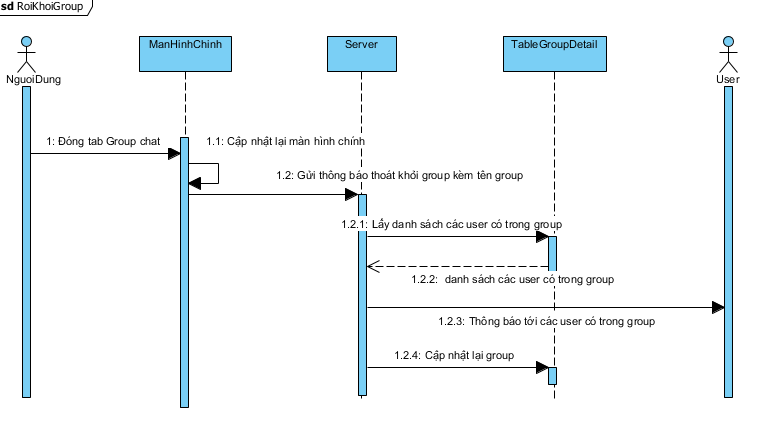 sd RoiKhoiGroup
ManHinhChinh
Server
TableGroupDetail
NguoiDung
User
1: Đóng tab Group chat
1.1: Cập nhật lại màn hình chính
1.2: Gửi thông báo thoát khỏi group kèm tên group
1.2.1: Lấy danh sách các user có trong group
1.2.2: danh sách các user có trong group
1.2.3: Thông báo tới các user có trong group
1.2.4: Cập nhật lại group